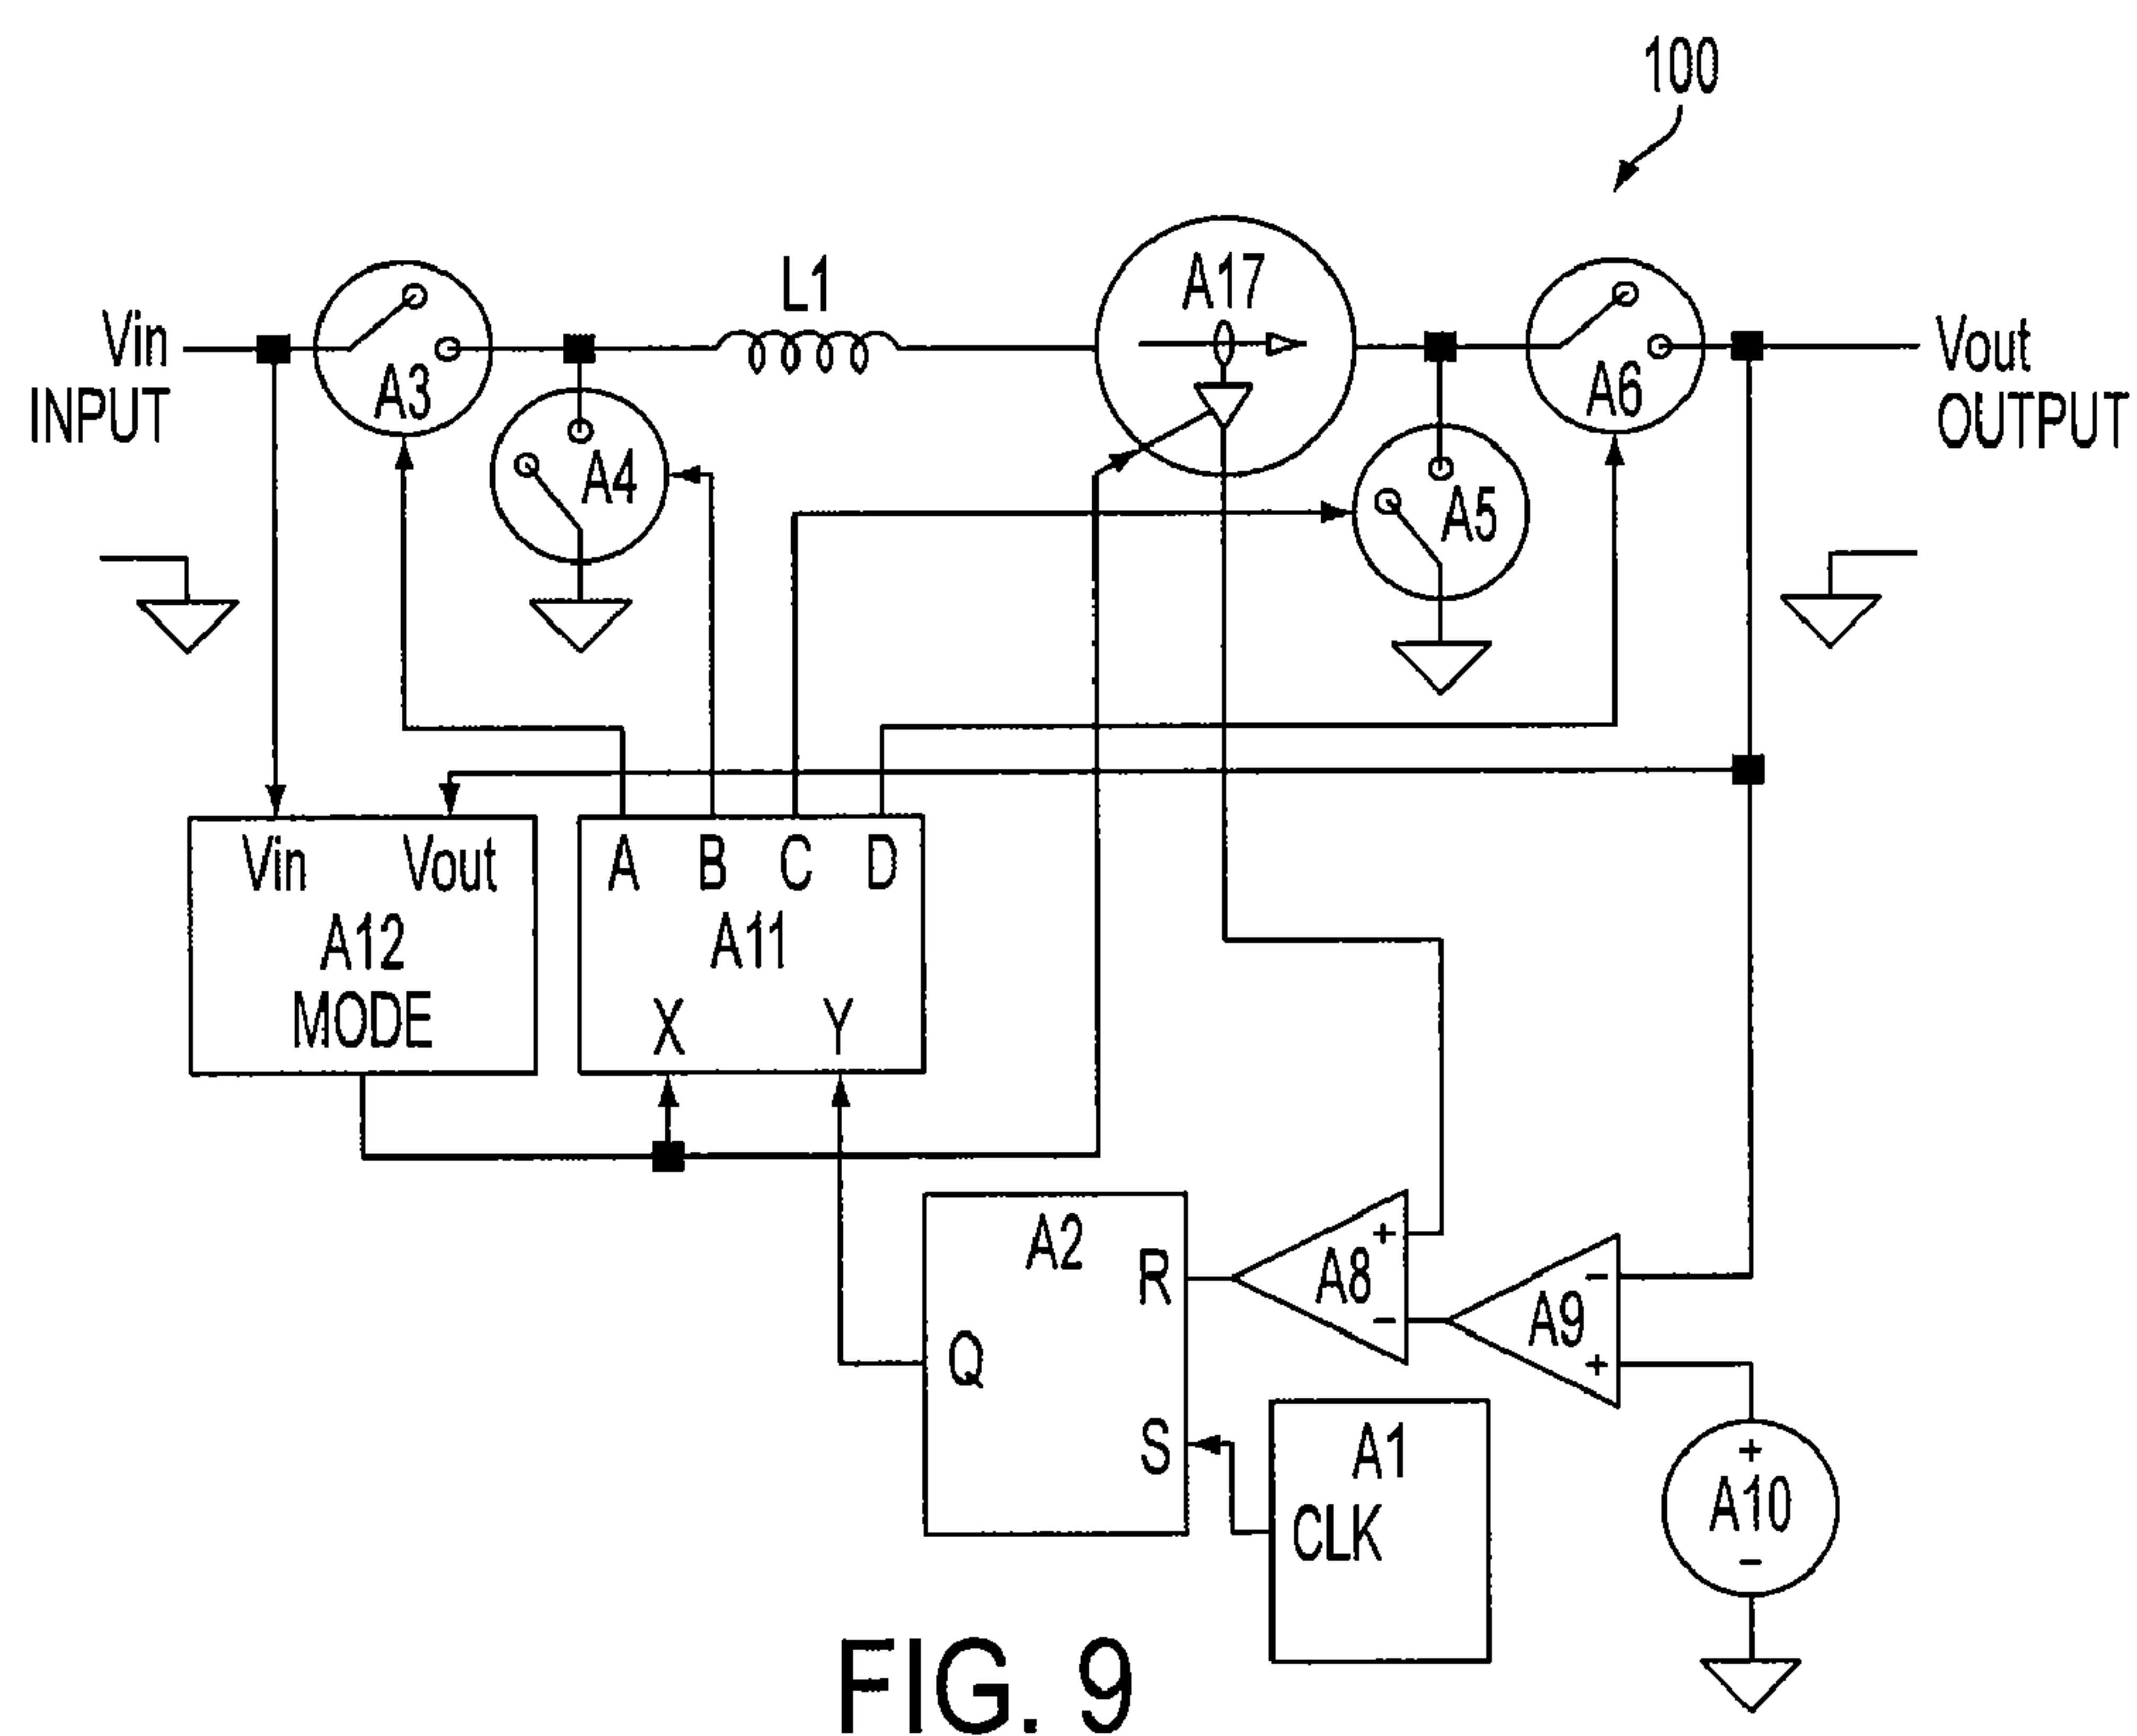 100
Vin
INPUT
A3
L1
A17
A6
Vout
OUTPUT
A4
A5
Vin Vout
A12
MODE
A B C D
A11
X Y
A2
R
Q
S
+
A8
-
-
A9
+
A1
CLK
+
A10
-
FIG. 9